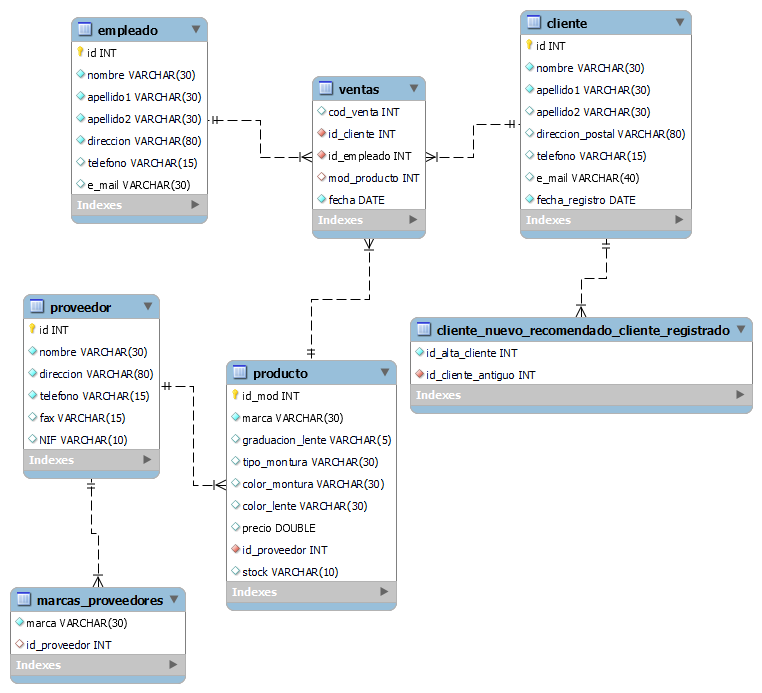 empleado
id INT
nombre VARCHAR(30)
apellido1 VARCHAR(30)
apellido2 VARCHAR(30)
direccion VARCHAR(80)
telefono VARCHAR(15)
e_mail VARCHAR(30)
Indexes
ventas
cod_venta INT
id_cliente INT
id_empleado INT
mod_producto INT
fecha DATE
Indexes
cliente
id INT
nombre VARCHAR(30)
apellido1 VARCHAR(30)
apellido2 VARCHAR(30)
direccion_postal VARCHAR(80)
telefono VARCHAR(15)
e_mail VARCHAR(40)
fecha_registro DATE
Indexes
proveedor
id INT
nombre VARCHAR(30)
direccion VARCHAR(80)
telefono VARCHAR(15)
fax VARCHAR(15)
NIF VARCHAR(10)
Indexes
producto
id_mod INT
marca VARCHAR(30)
graduacion_lente VARCHAR(5)
tipo_montura VARCHAR(30)
color_montura VARCHAR(30)
color_lente VARCHAR(30)
precio DOUBLE
id_proveedor INT
stock VARCHAR(10)
Indexes
cliente_nuevo_recomendado_cliente_registrado
id_alta_cliente INT
id_cliente_antiguo INT
Indexes
marcas_proveedores
marca VARCHAR(30)
id_proveedor INT
Indexes